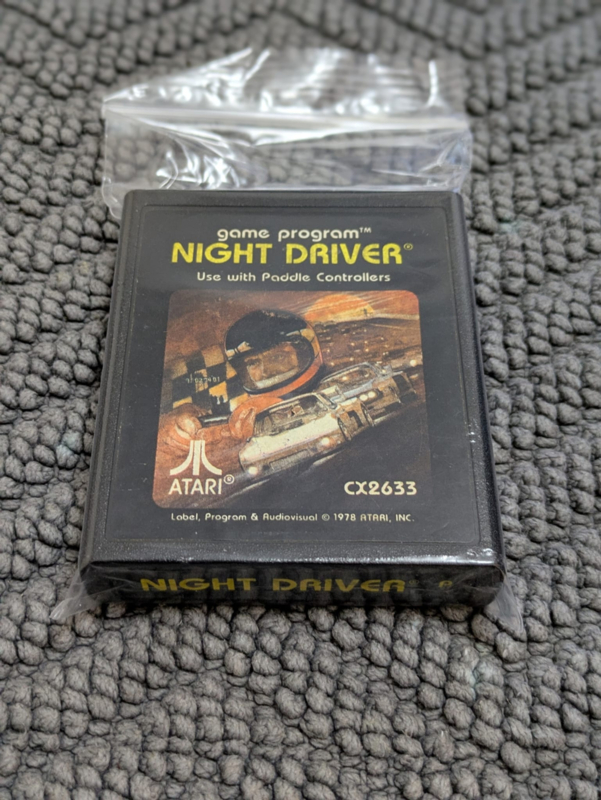 game program™
NIGHT DRIVER®
Use with Paddle Controllers
ATARI®
CX2633
Label, Program & Audiovisual © 1978 ATARI, INC.
NIGHT DRIVER